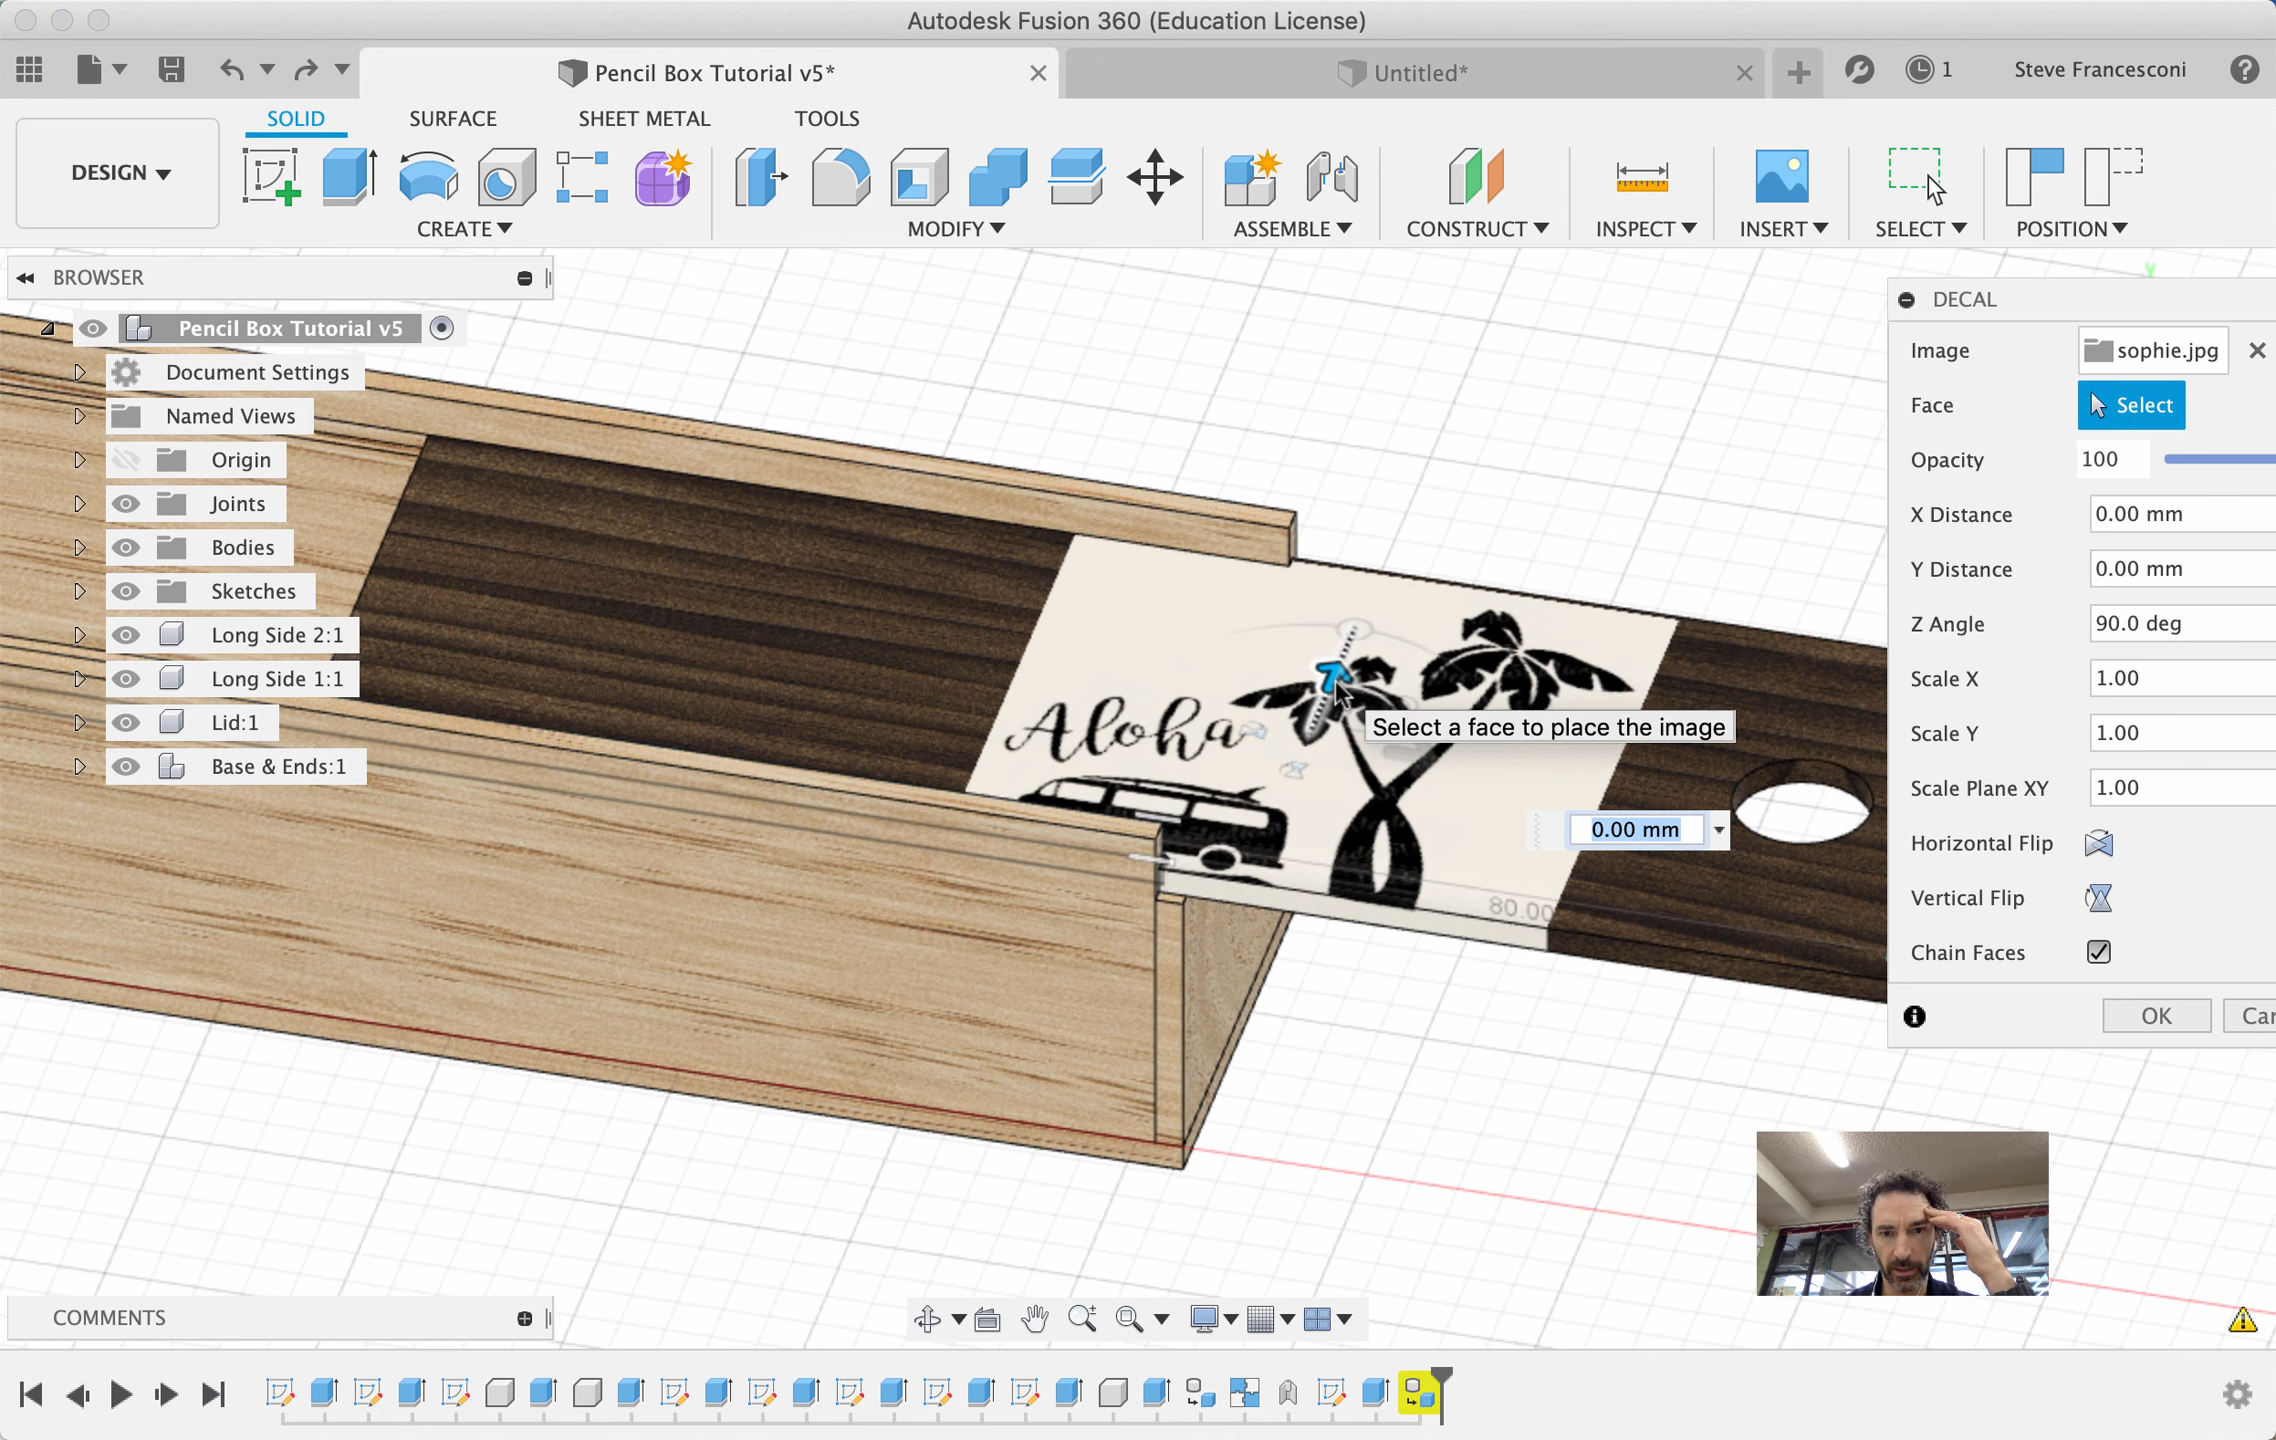 Autodesk Fusion 360 (Education License)
Pencil Box Tutorial v5*
Untitled*
1
Steve Francesconi
SOLID
SURFACE
SHEET METAL
TOOLS
DESIGN
CREATE
MODIFY
ASSEMBLE
CONSTRUCT
INSPECT
INSERT
SELECT
POSITION
BROWSER
Pencil Box Tutorial v5
Document Settings
Named Views
Origin
Joints
Bodies
Sketches
Long Side 2:1
Long Side 1:1
Lid:1
Base & Ends:1
Aloha
Select a face to place the image
0.00 mm
80.00
DECAL
Image
sophie.jpg
Face
Select
Opacity
100
X Distance
0.00 mm
Y Distance
0.00 mm
Z Angle
90.0 deg
Scale X
1.00
Scale Y
1.00
Scale Plane XY
1.00
Horizontal Flip
Vertical Flip
Chain Faces
OK
Can
COMMENTS